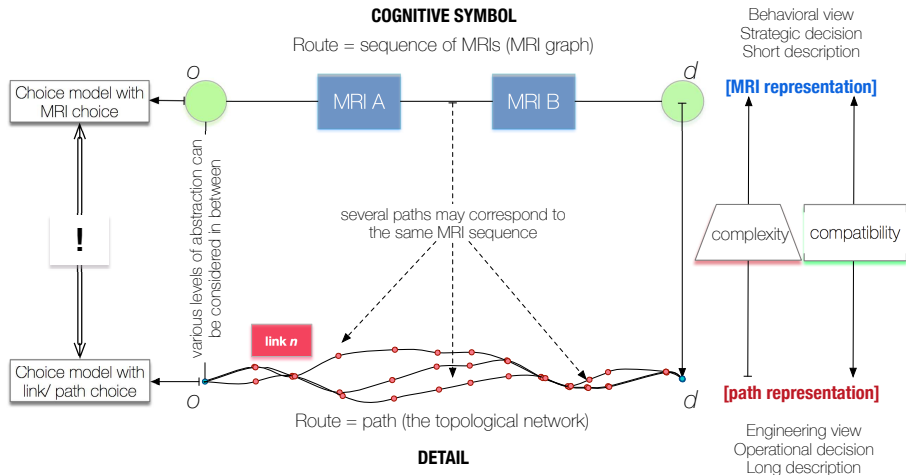 COGNITIVE SYMBOL
Route = sequence of MRIs (MRI graph)
Behavioral view
Strategic decision
Short description
[MRI representation]
o
d
Choice model with
MRI choice
MRI A
MRI B
various levels of abstraction can
be considered in between
!
several paths may correspond to
the same MRI sequence
complexity
compatibility
link n
Choice model with
link/ path choice
o
d
Route = path (the topological network)
DETAIL
[path representation]
Engineering view
Operational decision
Long description